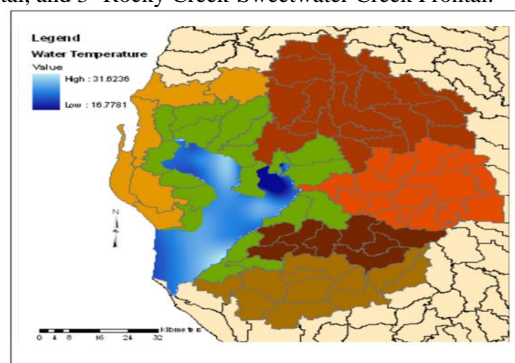 tal, and 3- Rocky Creek-Sweetwater Creek Frontal.
Legend
Water Temperature
Value
High : 31.6236
Low : 16.7781
N
0 4 8 16 24 32